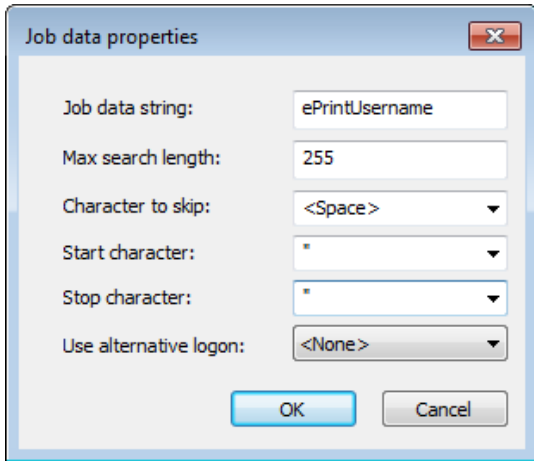 Job data properties
Job data string: ePrintUsername
Max search length: 255
Character to skip: <Space>
Start character: "
Stop character: "
Use alternative logon: <None>
OK Cancel